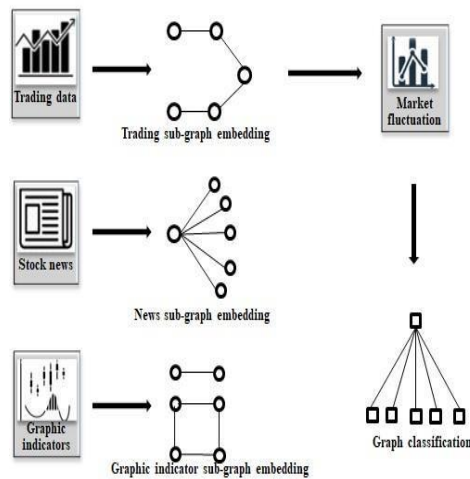 Trading data
Trading sub-graph embedding
Market
fluctuation
Stock news
News sub-graph embedding
Graphic
indicators
Graphic indicator sub-graph embedding
Graph classification